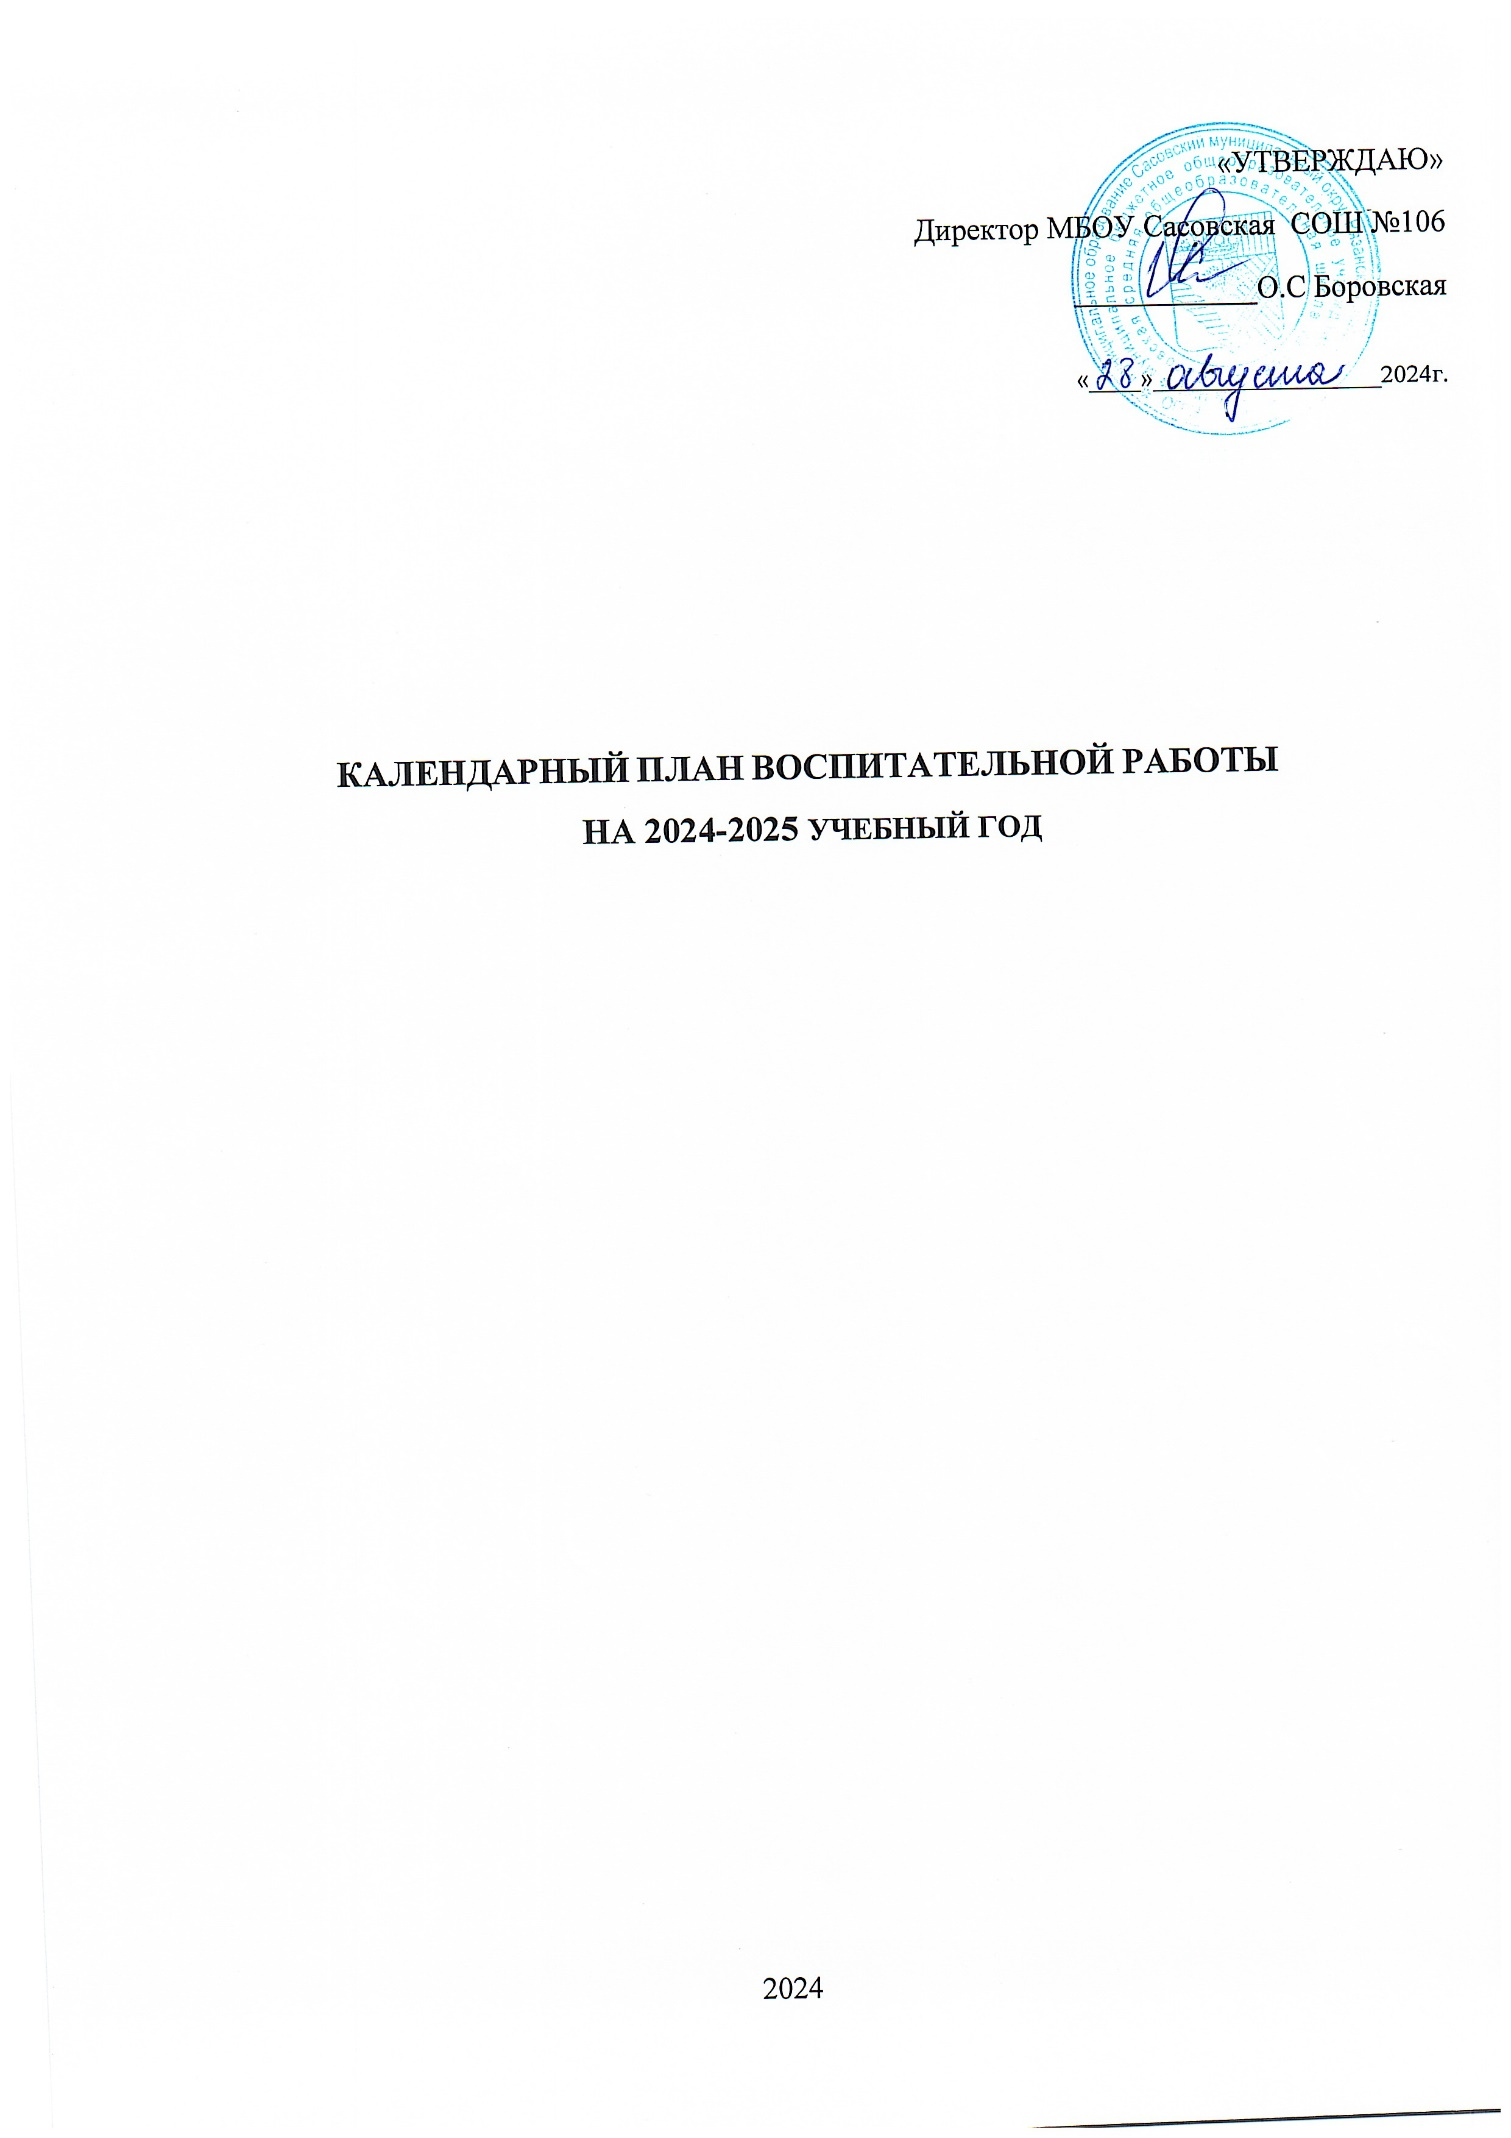 «УТВЕРЖДАЮ»
Директор МБОУ Сасовская СОШ №106
О.С Боровская
«28» августа 2024г.
КАЛЕНДАРНЫЙ ПЛАН ВОСПИТАТЕЛЬНОЙ РАБОТЫ
НА 2024-2025 УЧЕБНЫЙ ГОД
2024